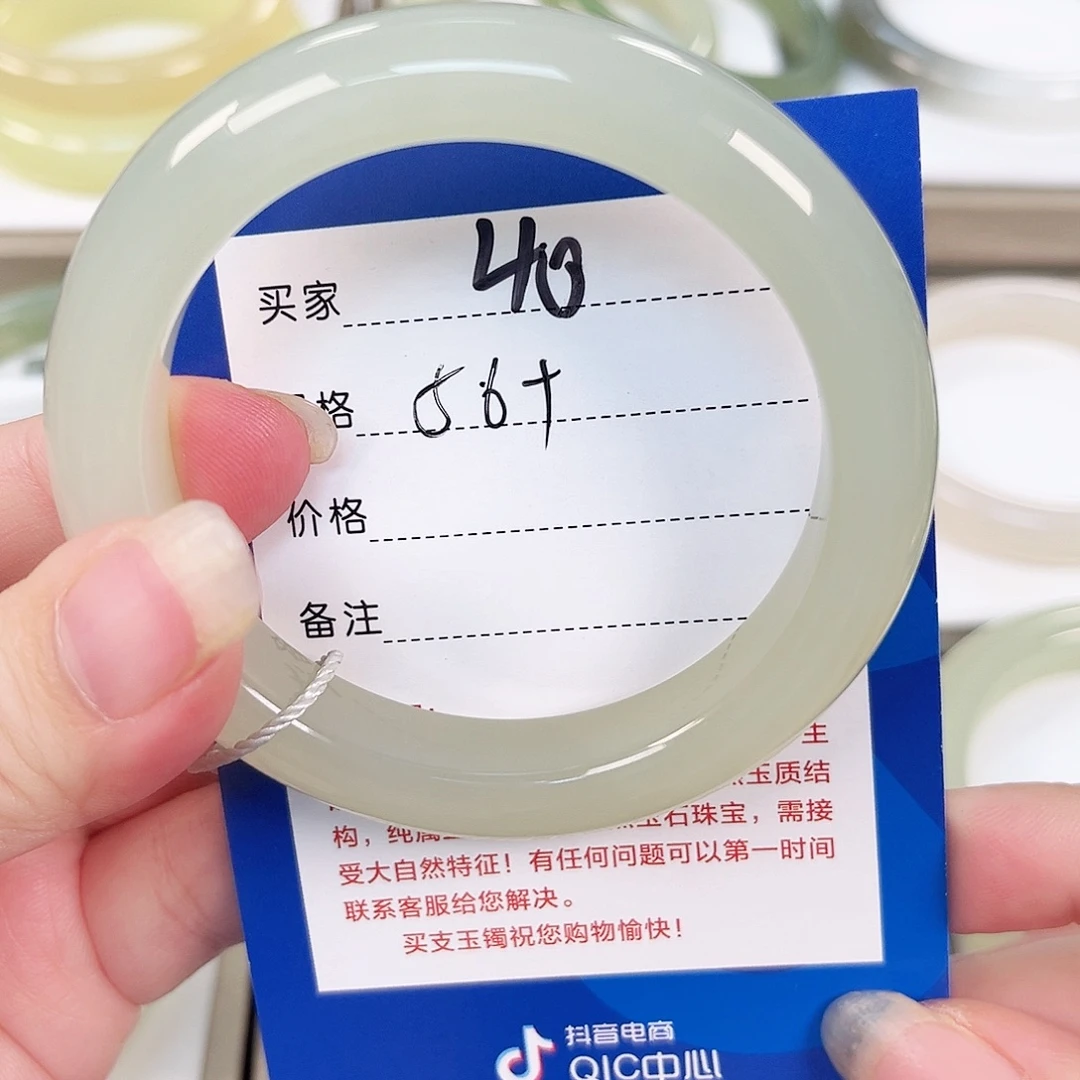 买家 40
格 56+
价格
备注
主
玉质结
构，纯属
玉石珠宝，需接
受大自然特征！有任何问题可以第一时间
联系客服给您解决。
买支玉镯祝您购物愉快！
抖音电商
QIC中心